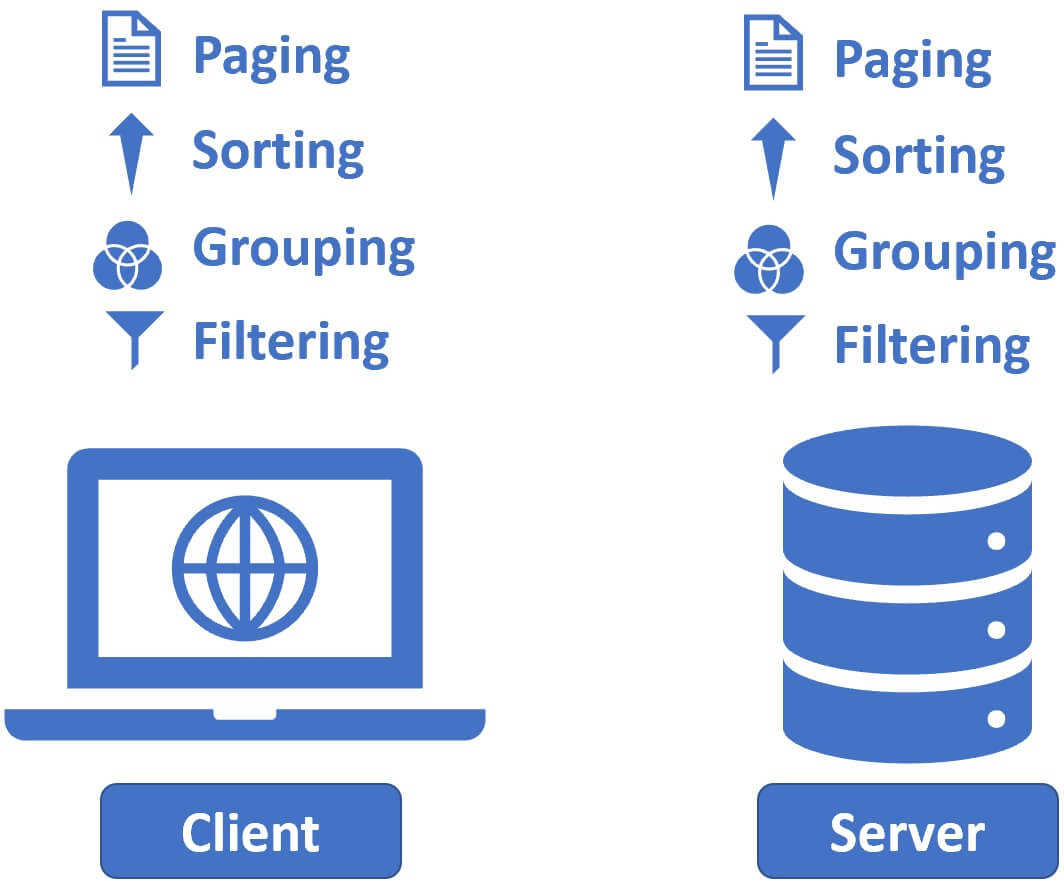 Paging
Sorting
Grouping
Filtering
Client
Paging
Sorting
Grouping
Filtering
Server